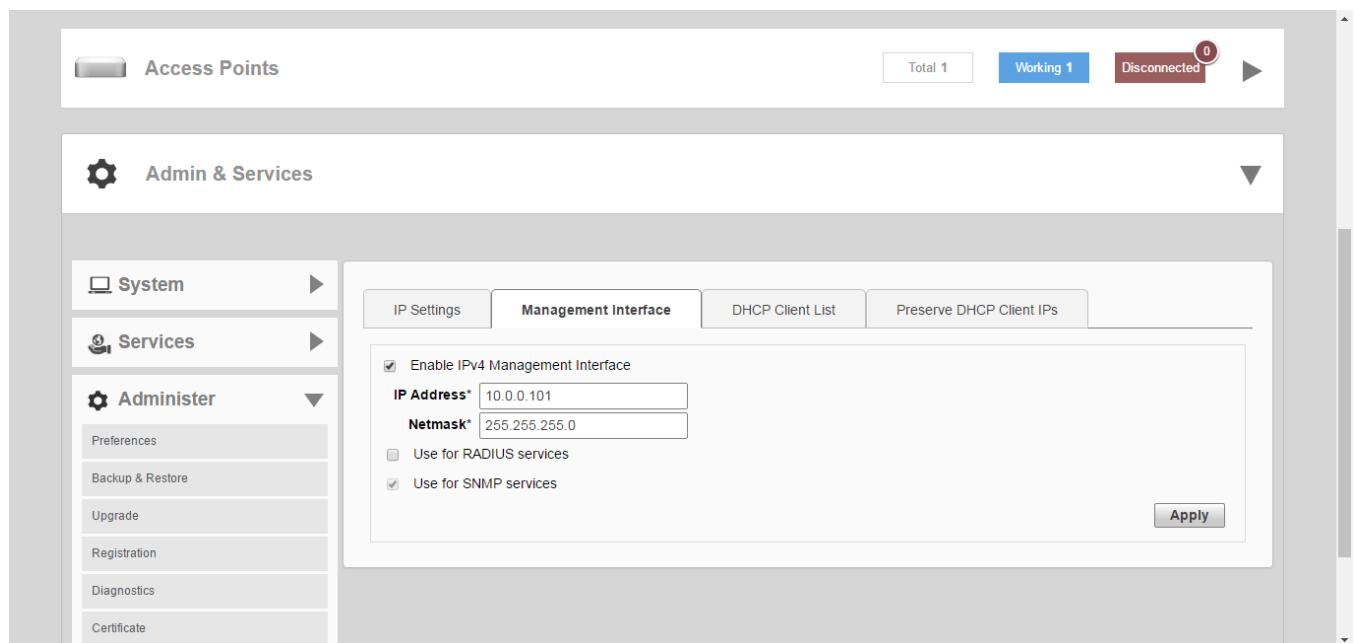 Access Points
Total 1
Working 1
Disconnected
0
Admin & Services
System
Services
Administer
Preferences
Backup & Restore
Upgrade
Registration
Diagnostics
Certificate
IP Settings
Management Interface
DHCP Client List
Preserve DHCP Client IPs
Enable IPv4 Management Interface
IP Address* 10.0.0.101
Netmask* 255.255.255.0
Use for RADIUS services
Use for SNMP services
Apply